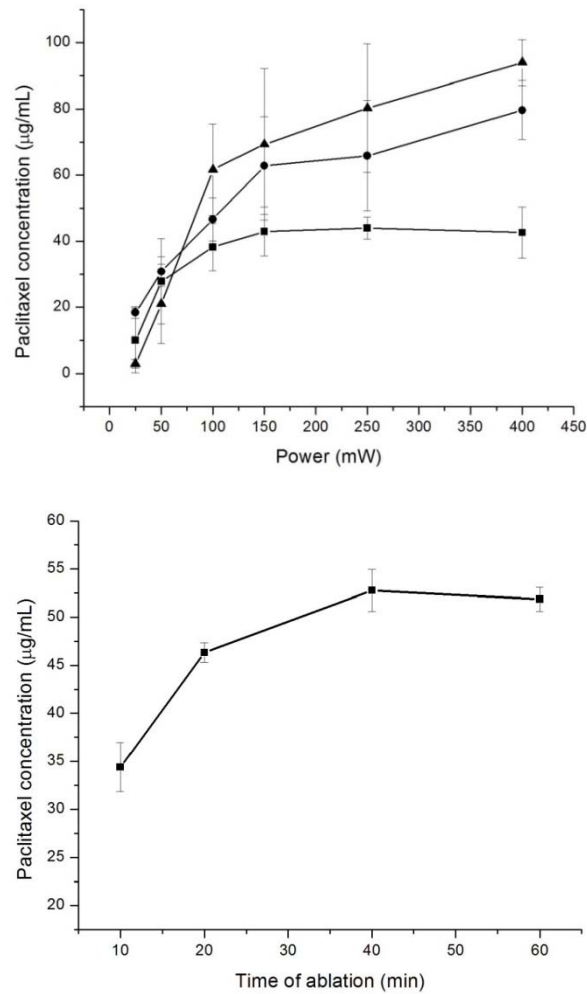 Paclitaxel concentration (μg/mL)
100
80
60
40
20
0
0 50 100 150 200 250 300 350 400 450
Power (mW)
Paclitaxel concentration (μg/mL)
60
55
50
45
40
35
30
25
20
10 20 30 40 50 60
Time of ablation (min)